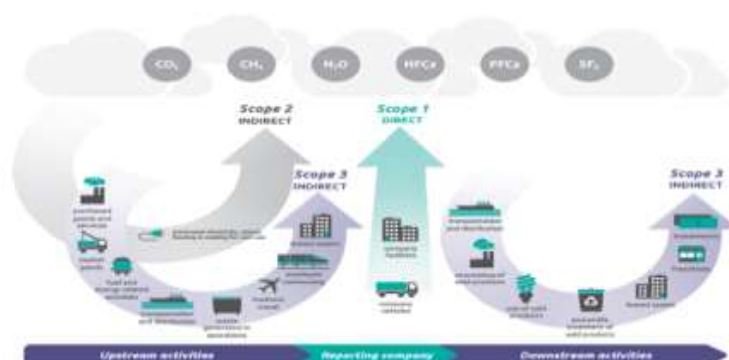 CO₂ CH₄ N₂O HFCs PFCs SF₆
Scope 2
INDIRECT
Scope 1
DIRECT
Scope 3
INDIRECT
Scope 3
INDIRECT
purchased
goods and
services
capital
goods
fuel and
energy related
activities
transportation
and distribution
waste
generated in
operations
business
travel
employee
commuting
leased assets
company
facilities
company
vehicles
transportation
and distribution
processing of
sold products
use of sold
products
end-of-life
treatment of
sold products
leased assets
franchises
investments
Upstream activities
Reporting company
Downstream activities